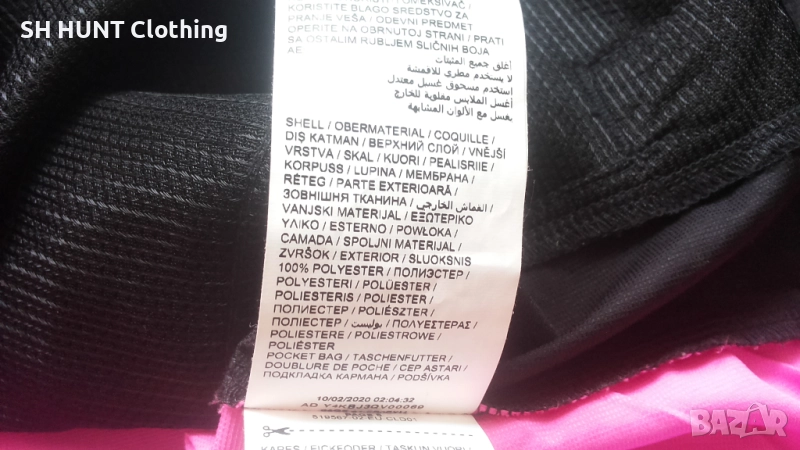 SH HUNT Clothing
KORISTITE BLAGO SREDSTVO ZA
PRANJE VEŠA / ODEVNI PREDMET
OPERITE NA OBRNUTOJ STRANI / PRATI
SA OSTALIM RUBLJEM SLIČNIH BOJA
AE
أغلق جميع المثبتات
لا يستخدم مطري للاقمشة
استخدم مسحوق غسيل معتدل
أغسل الملابس مقلوبة للخارج
يغسل مع الألوان المشابهة
SHELL / OBERMATERIAL / COQUILLE /
DIŞ KATMAN / ВЕРХНИЙ СЛОЙ / VNĚJŠÍ
VRSTVA / SKAL / KUORI / PEALISRIIE /
KORPUSS / LUPINA / МЕМБРАНА /
RÉTEG / PARTE EXTERIOARĂ /
ЗОВНІШНЯ ТКАНИНА / القماش الخارجي /
VANJSKI MATERIJAL / ΕΞΩΤΕΡΙΚΟ
ΥΛΙΚΟ / ESTERNO / POWŁOKA /
CAMADA / SPOLJNI MATERIJAL /
ZVRŠOK / EXTERIOR / SLUOKSNIS
100% POLYESTER / ПОЛИЭСТЕР /
POLYESTERI / POLÜESTER /
POLIESTERIS / POLIESTER /
ПОЛИЕСТЕР / POLIÉSZTER /
ПОЛІЕСТЕР / بوليستر / ΠΟΛΥΕΣΤΕΡΑΣ /
POLIESTERE / POLIESTROWE /
POLIÉSTER
POCKET BAG / TASCHENFUTTER /
DOUBLURE DE POCHE / CEP ASTARI /
ПОДКЛАДКА КАРМАНА / PODŠÍVKA
10/02/2020 02:04:32
KAPES / FICKFODER / TASKUN VUORI /
BAZAR